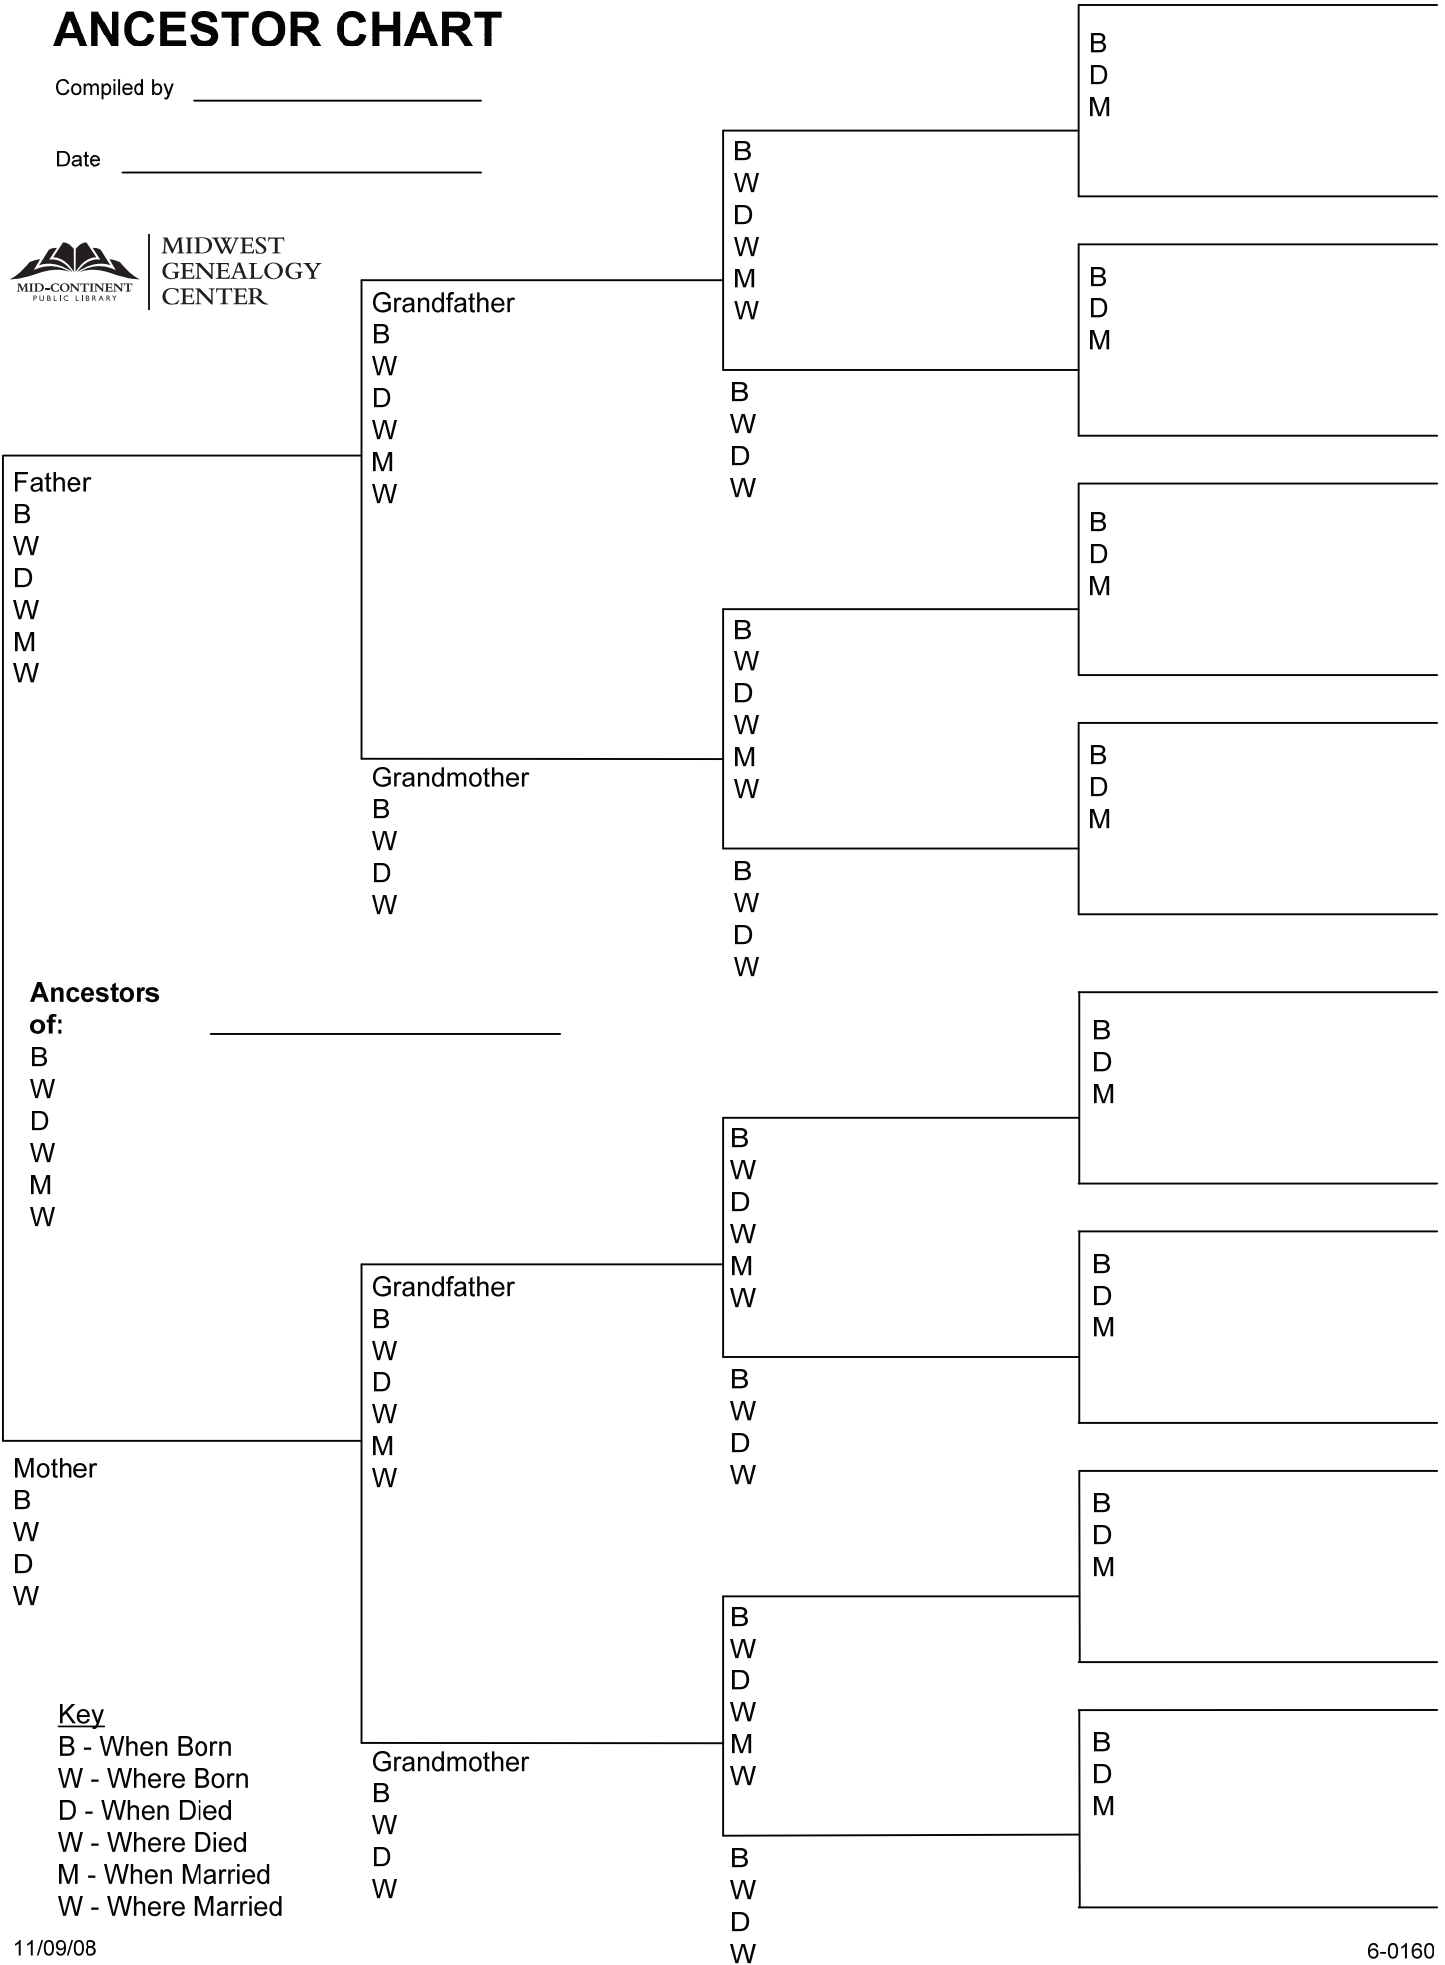 ANCESTOR CHART
Compiled by
Date
MID-CONTINENT
PUBLIC LIBRARY
MIDWEST
GENEALOGY
CENTER
Father
B
W
D
W
M
W
Ancestors
of:
B
W
D
W
M
W
Mother
B
W
D
W
Key
B - When Born
W - Where Born
D - When Died
W - Where Died
M - When Married
W - Where Married
11/09/08
Grandfather
B
W
D
W
M
W
Grandmother
B
W
D
W
Grandfather
B
W
D
W
M
W
Grandmother
B
W
D
W
B
W
D
W
M
W
B
W
D
W
B
W
D
W
M
W
B
W
D
W
B
W
D
W
M
W
B
W
D
W
B
W
D
W
M
W
B
W
D
W
B
D
M
B
D
M
B
D
M
B
D
M
B
D
M
B
D
M
B
D
M
B
D
M
6-0160